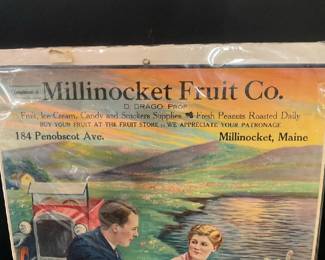 Compliments of
Millinocket Fruit Co.
D. DRAGO, PROP.
Fruit, Ice-Cream, Candy and Smokers Supplies Fresh Peanuts Roasted Daily
BUY YOUR FRUIT AT THE FRUIT STORE :: WE APPRECIATE YOUR PATRONAGE
184 Penobscot Ave. Millinocket, Maine